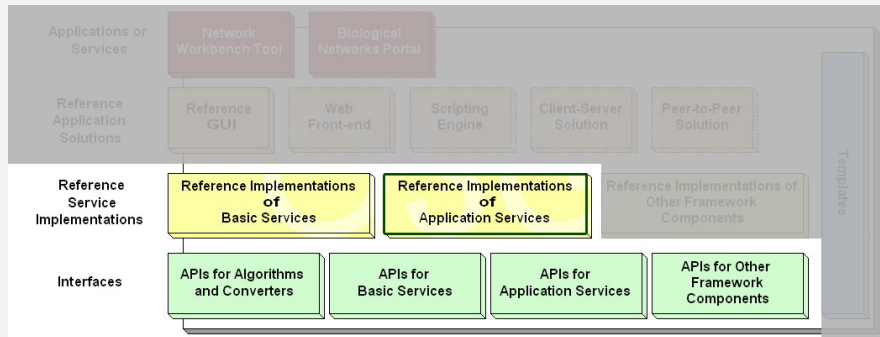 Applications or
Services
Network
Workbench Tool
Biological
Networks Portal
Reference
Application
Solutions
Reference
GUI
Web
Front-end
Scripting
Engine
Client-Server
Solution
Peer-to-Peer
Solution
Templates
Reference
Service
Implementations
Reference Implementations
of
Basic Services
Reference Implementations
of
Application Services
Reference Implementations of
Other Framework
Components
Interfaces
APIs for Algorithms
and Converters
APIs for
Basic Services
APIs for
Application Services
APIs for Other
Framework
Components